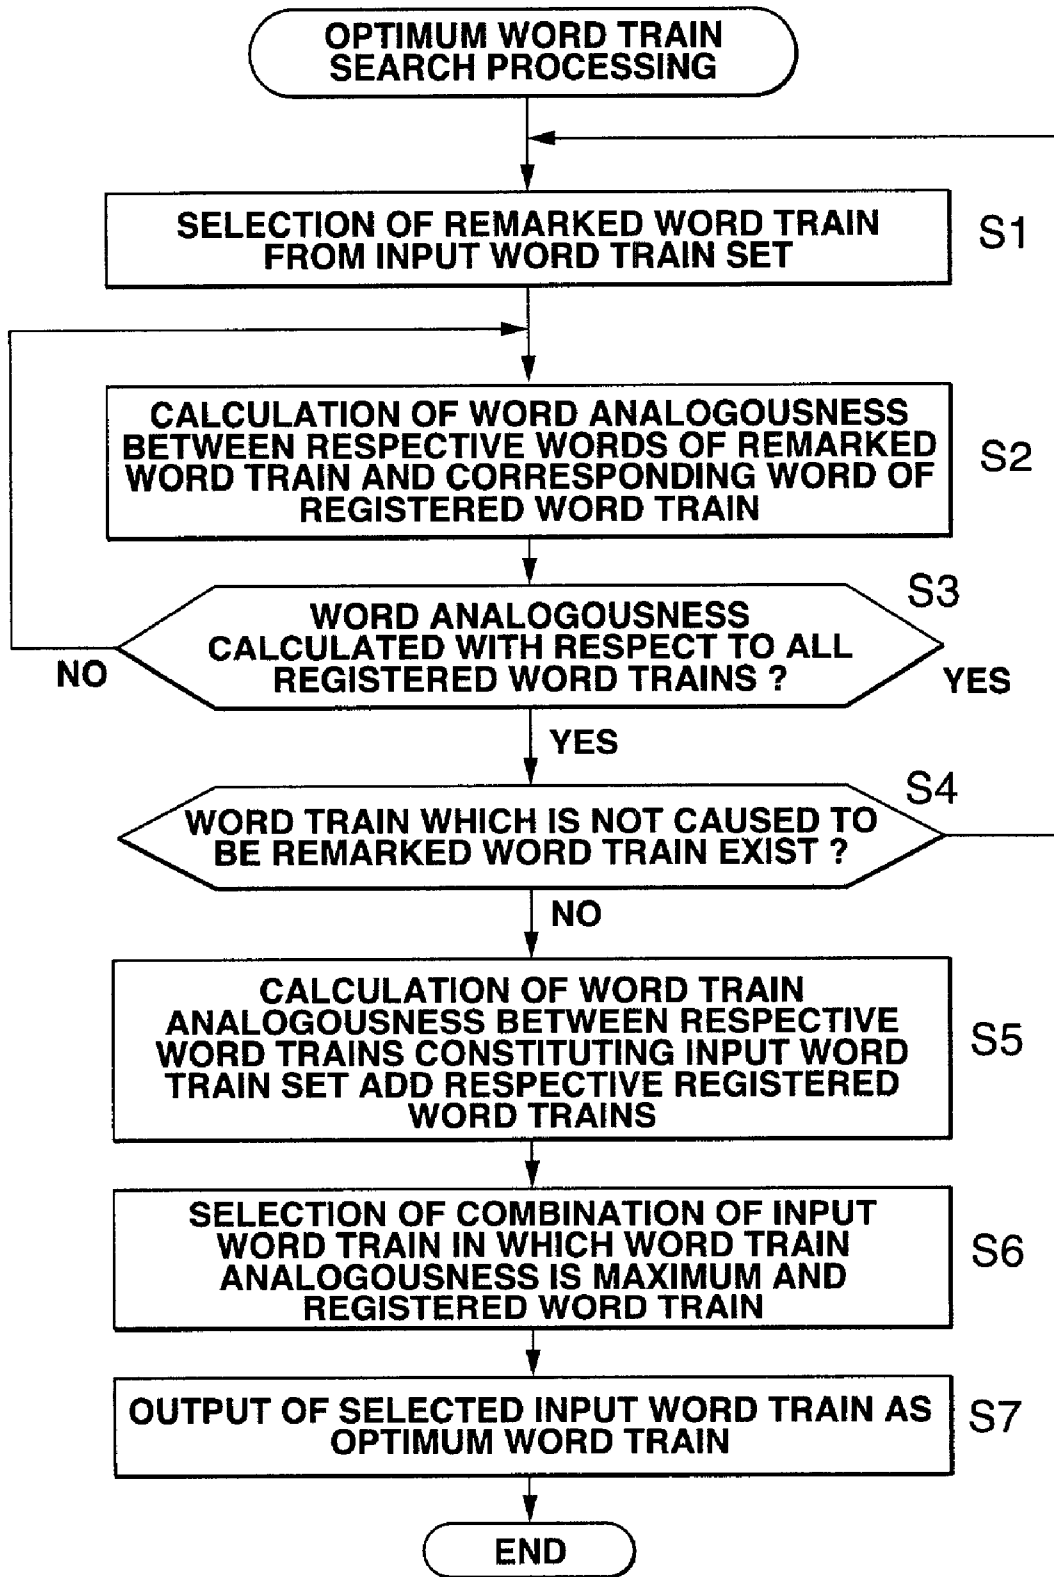 OPTIMUM WORD TRAIN
SEARCH PROCESSING
SELECTION OF REMARKED WORD TRAIN
FROM INPUT WORD TRAIN SET
S1
CALCULATION OF WORD ANALOGOUSNESS
BETWEEN RESPECTIVE WORDS OF REMARKED
WORD TRAIN AND CORRESPONDING WORD OF
REGISTERED WORD TRAIN
S2
WORD ANALOGOUSNESS
CALCULATED WITH RESPECT TO ALL
REGISTERED WORD TRAINS ?
S3
NO
YES
YES
WORD TRAIN WHICH IS NOT CAUSED TO
BE REMARKED WORD TRAIN EXIST ?
S4
NO
CALCULATION OF WORD TRAIN
ANALOGOUSNESS BETWEEN RESPECTIVE
WORD TRAINS CONSTITUTING INPUT WORD
TRAIN SET ADD RESPECTIVE REGISTERED
WORD TRAINS
S5
SELECTION OF COMBINATION OF INPUT
WORD TRAIN IN WHICH WORD TRAIN
ANALOGOUSNESS IS MAXIMUM AND
REGISTERED WORD TRAIN
S6
OUTPUT OF SELECTED INPUT WORD TRAIN AS
OPTIMUM WORD TRAIN
S7
END